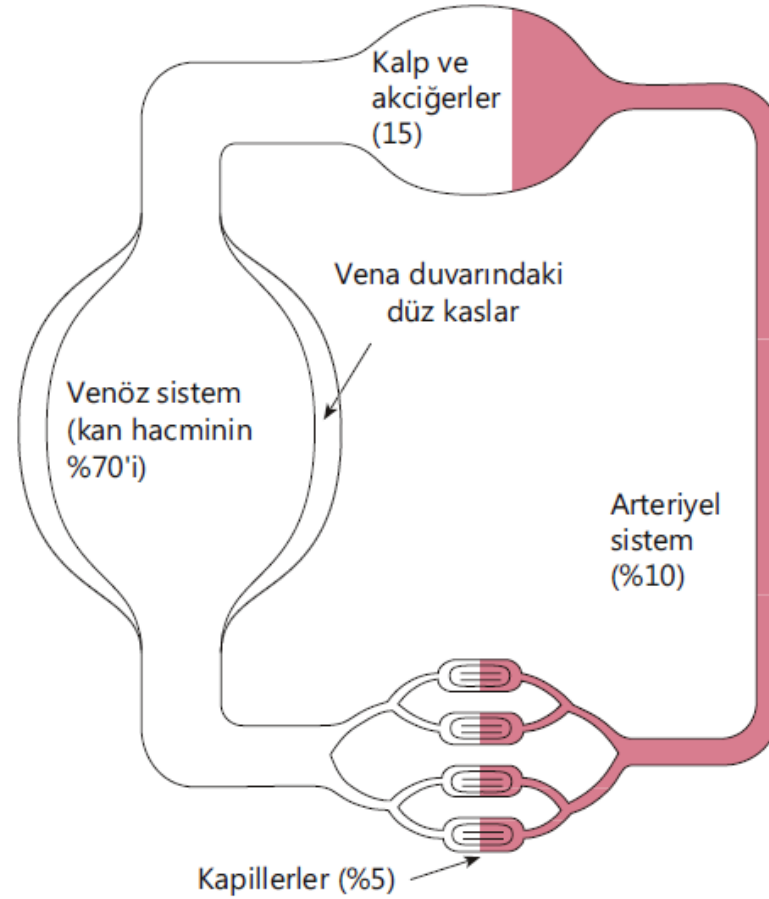 Kalp ve
akciğerler
(15)
Vena duvarındaki
düz kaslar
Venöz sistem
(kan hacminin
%70'i)
Arteriyel
sistem
(%10)
Kapillerler (%5)